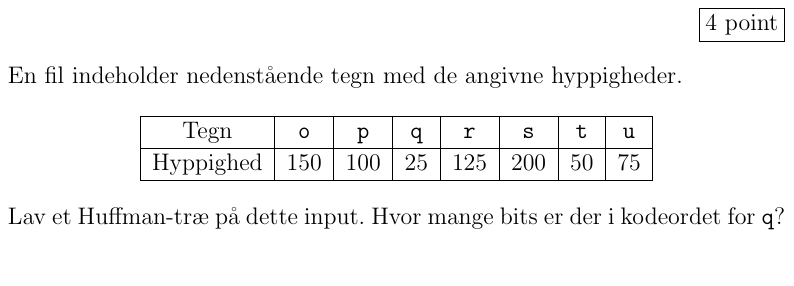 4 point
En fil indeholder nedenstående tegn med de angivne hyppigheder.
Tegn o p q r s t u
Hyppighed 150 100 25 125 200 50 75
Lav et Huffman-træ på dette input. Hvor mange bits er der i kodeordet for q?